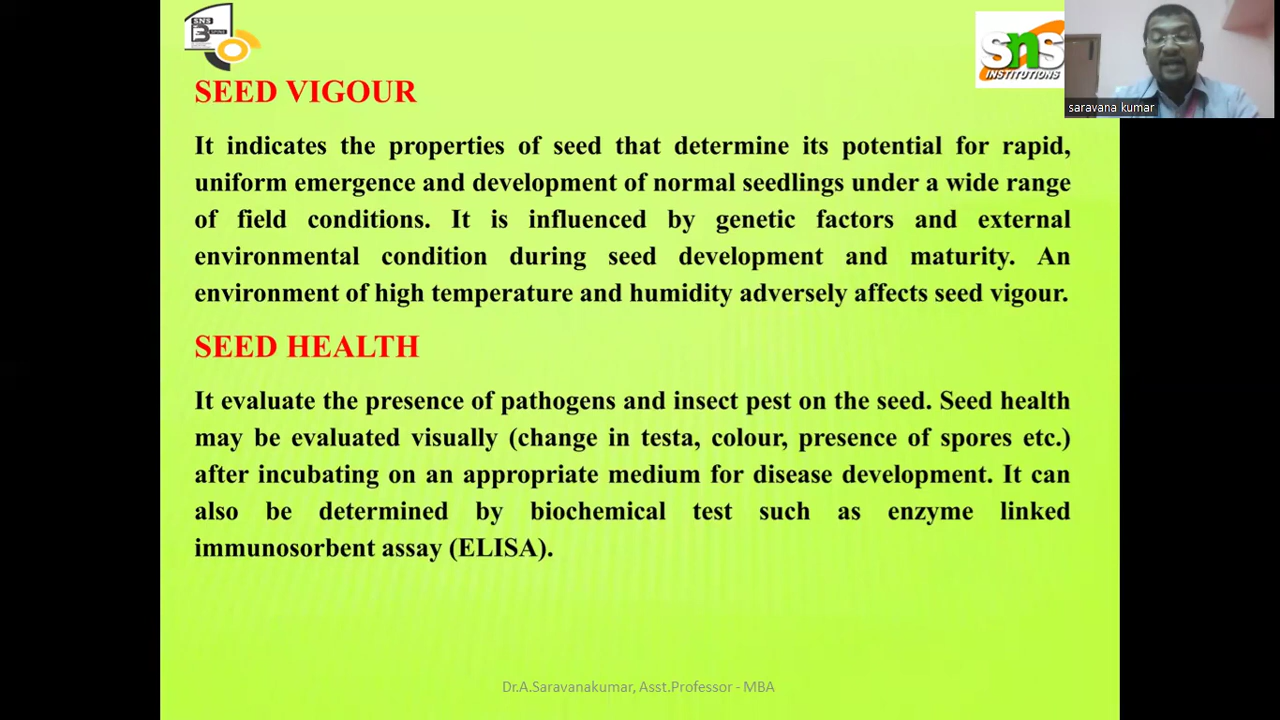 SNS
B
SPINE
SNS
INSTITUTIONS
saravana kumar
SEED VIGOUR
It indicates the properties of seed that determine its potential for rapid,
uniform emergence and development of normal seedlings under a wide range
of field conditions. It is influenced by genetic factors and external
environmental condition during seed development and maturity. An
environment of high temperature and humidity adversely affects seed vigour.
SEED HEALTH
It evaluate the presence of pathogens and insect pest on the seed. Seed health
may be evaluated visually (change in testa, colour, presence of spores etc.)
after incubating on an appropriate medium for disease development. It can
also be determined by biochemical test such as enzyme linked
immunosorbent assay (ELISA).
Dr.A.Saravanakumar, Asst.Professor - MBA